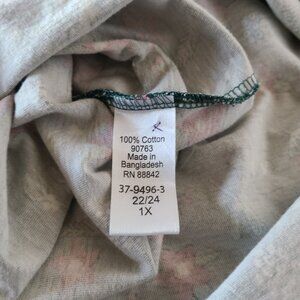 100% Cotton
90763
Made in
Bangladesh
RN 88842
37-9496-3
22/24
1X